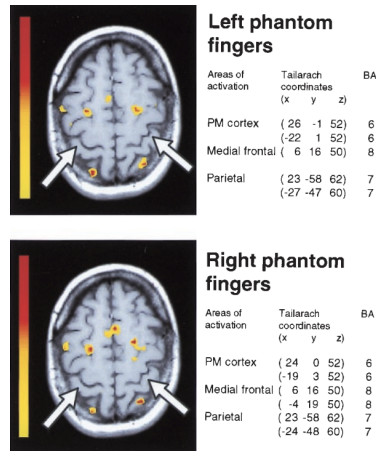 Left phantom
fingers
Areas of activation Tailarach coordinates BA
(x y z)
PM cortex ( 26 -1 52) 6
(-22 1 52) 6
Medial frontal ( 6 16 50) 8
Parietal ( 23 -58 62) 7
(-27 -47 60) 7
Right phantom
fingers
Areas of activation Tailarach coordinates BA
(x y z)
PM cortex ( 24 0 52) 6
(-19 3 52) 6
Medial frontal ( 6 16 50) 8
( -4 19 50) 8
Parietal ( 23 -58 62) 7
(-24 -48 60) 7